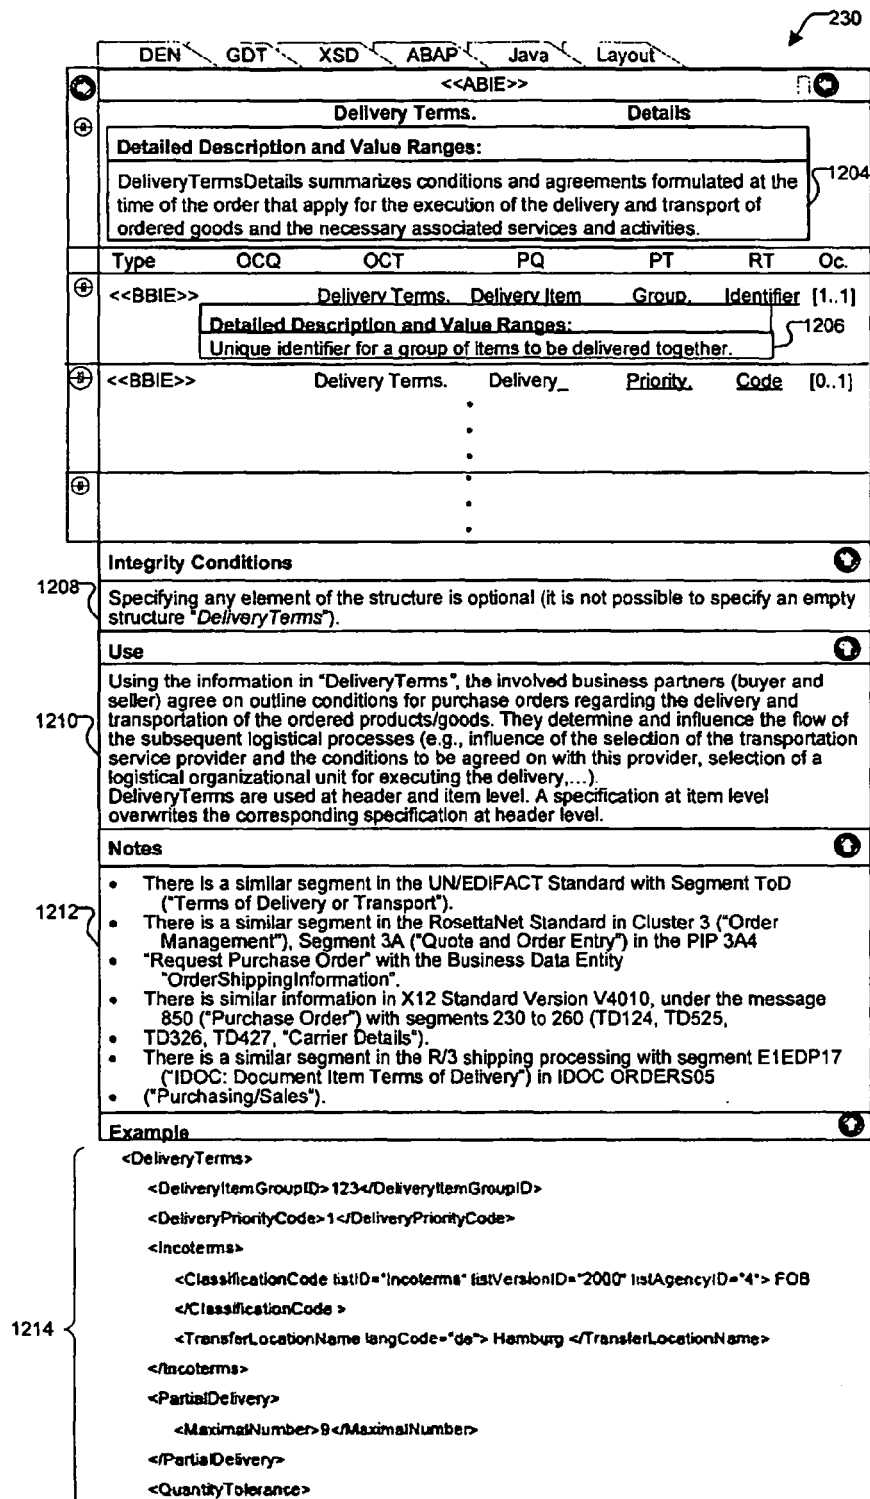 230
DEN GDT XSD ABAP Java Layout
<<ABIE>>
Delivery Terms. Details
Detailed Description and Value Ranges:
DeliveryTermsDetails summarizes conditions and agreements formulated at the
time of the order that apply for the execution of the delivery and transport of
ordered goods and the necessary associated services and activities.
1204
Type OCQ OCT PQ PT RT Oc.
<<BBIE>> Delivery Terms. Delivery Item Group. Identifier [1..1]
Detailed Description and Value Ranges:
Unique identifier for a group of items to be delivered together.
1206
<<BBIE>> Delivery Terms. Delivery_ Priority. Code [0..1]
Integrity Conditions
1208
Specifying any element of the structure is optional (it is not possible to specify an empty
structure "DeliveryTerms").
Use
1210
Using the information in "DeliveryTerms", the involved business partners (buyer and
seller) agree on outline conditions for purchase orders regarding the delivery and
transportation of the ordered products/goods. They determine and influence the flow of
the subsequent logistical processes (e.g., influence of the selection of the transportation
service provider and the conditions to be agreed on with this provider, selection of a
logistical organizational unit for executing the delivery,...).
DeliveryTerms are used at header and item level. A specification at item level
overwrites the corresponding specification at header level.
Notes
1212
• There is a similar segment in the UN/EDIFACT Standard with Segment ToD
("Terms of Delivery or Transport").
• There is a similar segment in the RosettaNet Standard in Cluster 3 ("Order
Management"), Segment 3A ("Quote and Order Entry") in the PIP 3A4
• "Request Purchase Order" with the Business Data Entity
"OrderShippingInformation".
• There is similar information in X12 Standard Version V4010, under the message
850 ("Purchase Order") with segments 230 to 260 (TD124, TD525,
• TD326, TD427, "Carrier Details").
• There is a similar segment in the R/3 shipping processing with segment E1EDP17
("IDOC: Document Item Terms of Delivery") in IDOC ORDERS05
• ("Purchasing/Sales").
Example
1214
<DeliveryTerms>
<DeliveryItemGroupID>123</DeliveryItemGroupID>
<DeliveryPriorityCode>1</DeliveryPriorityCode>
<Incoterms>
<ClassificationCode listID="Incoterms" listVersionID="2000" listAgencyID="4"> FOB
</ClassificationCode >
<TransferLocationName langCode="de"> Hamburg </TransferLocationName>
</Incoterms>
<PartialDelivery>
<MaximalNumber>9</MaximalNumber>
</PartialDelivery>
<QuantityTolerance>